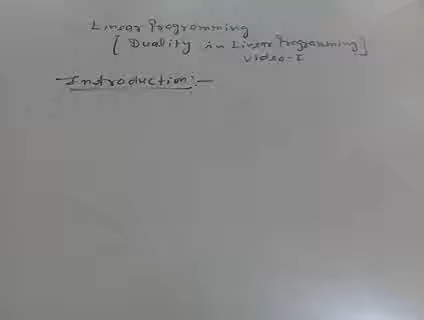 Linear Programming
[ Duality in Linear Programming ]
Video-I
Introduction:-